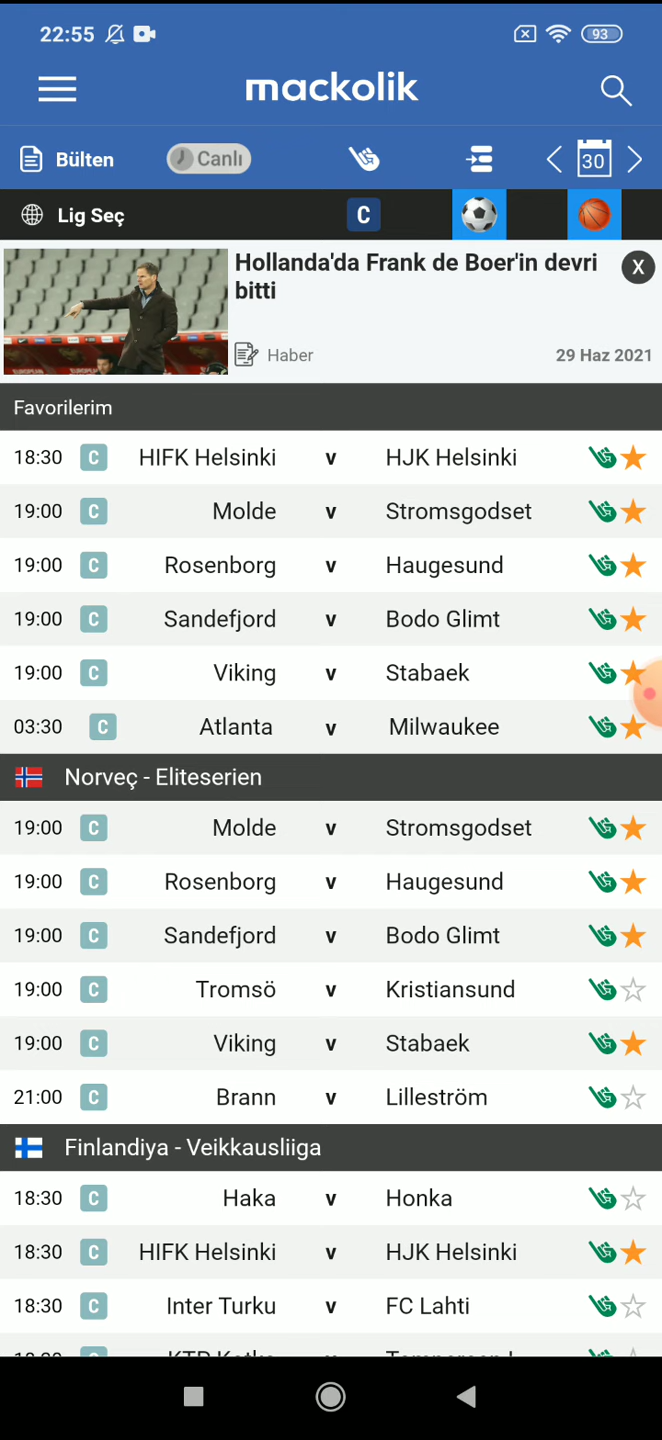 22:55 93
mackolik
Bülten Canlı 30
Lig Seç C
Hollanda'da Frank de Boer'in devri
bitti
X
Haber 29 Haz 2021
Favorilerim
18:30 C HIFK Helsinki v HJK Helsinki
19:00 C Molde v Stromsgodset
19:00 C Rosenborg v Haugesund
19:00 C Sandefjord v Bodo Glimt
19:00 C Viking v Stabaek
03:30 C Atlanta v Milwaukee
Norveç - Eliteserien
19:00 C Molde v Stromsgodset
19:00 C Rosenborg v Haugesund
19:00 C Sandefjord v Bodo Glimt
19:00 C Tromsö v Kristiansund
19:00 C Viking v Stabaek
21:00 C Brann v Lilleström
Finlandiya - Veikkausliiga
18:30 C Haka v Honka
18:30 C HIFK Helsinki v HJK Helsinki
18:30 C Inter Turku v FC Lahti